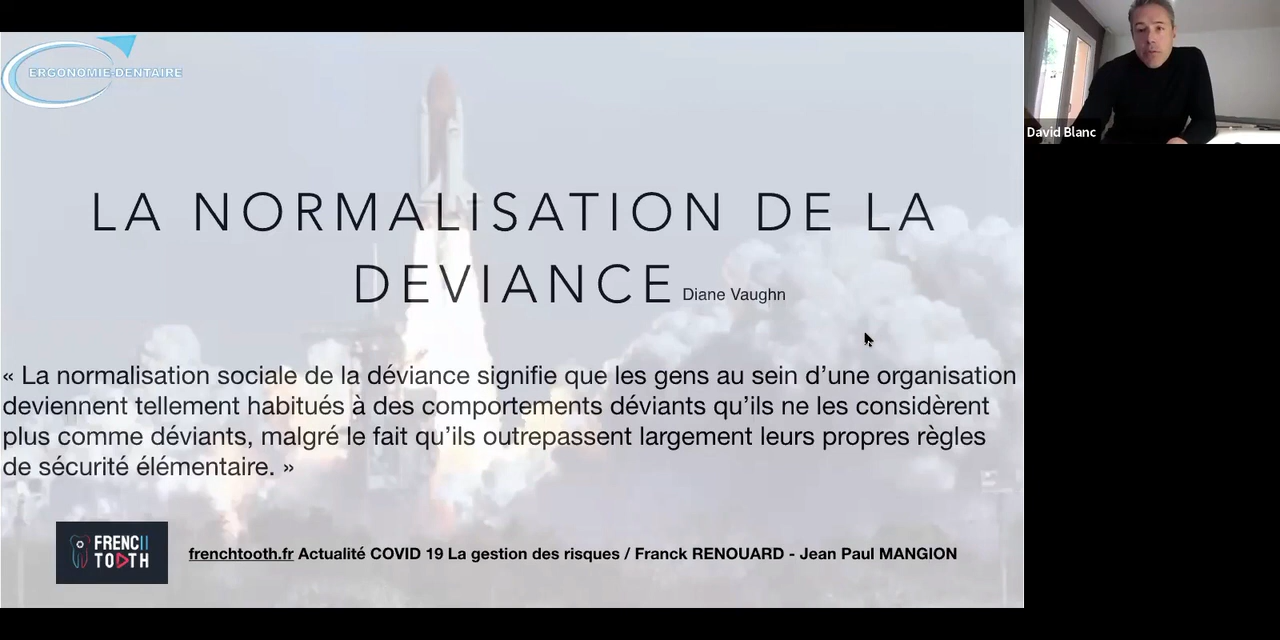 ERGONOMIE-DENTAIRE
David Blanc
LA NORMALISATION DE LA
DEVIANCE Diane Vaughn
« La normalisation sociale de la déviance signifie que les gens au sein d’une organisation
deviennent tellement habitués à des comportements déviants qu’ils ne les considèrent
plus comme déviants, malgré le fait qu’ils outrepassent largement leurs propres règles
de sécurité élémentaire. »
FRENCH
TOOTH
frenchtooth.fr Actualité COVID 19 La gestion des risques / Franck RENOUARD - Jean Paul MANGION